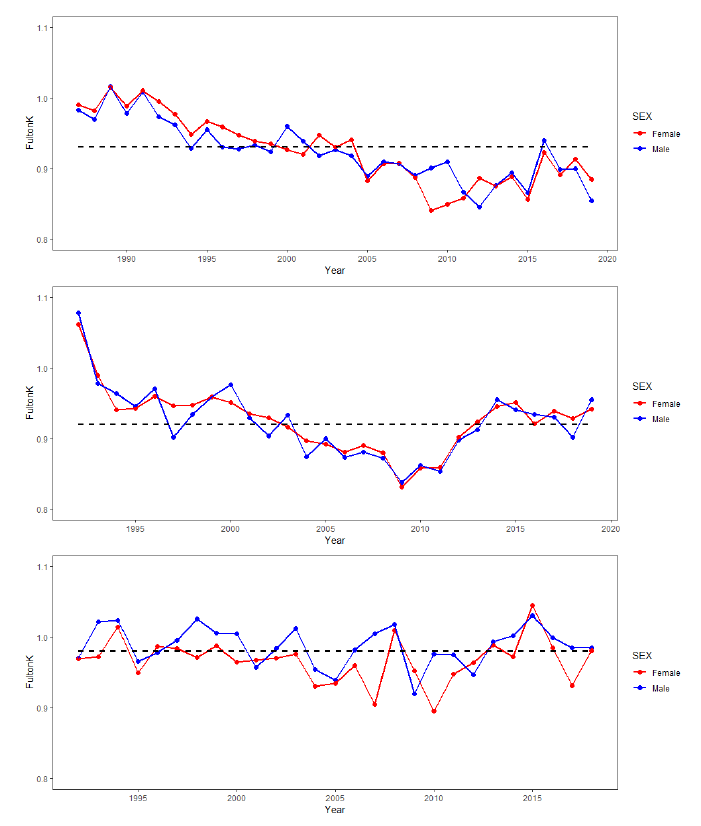 1.1
1.0
0.9
0.8
FultonK
1990 1995 2000 2005 2010 2015 2020
Year
SEX
Female
Male
1.1
1.0
0.9
0.8
FultonK
1995 2000 2005 2010 2015 2020
Year
SEX
Female
Male
1.1
1.0
0.9
0.8
FultonK
1995 2000 2005 2010 2015
Year
SEX
Female
Male